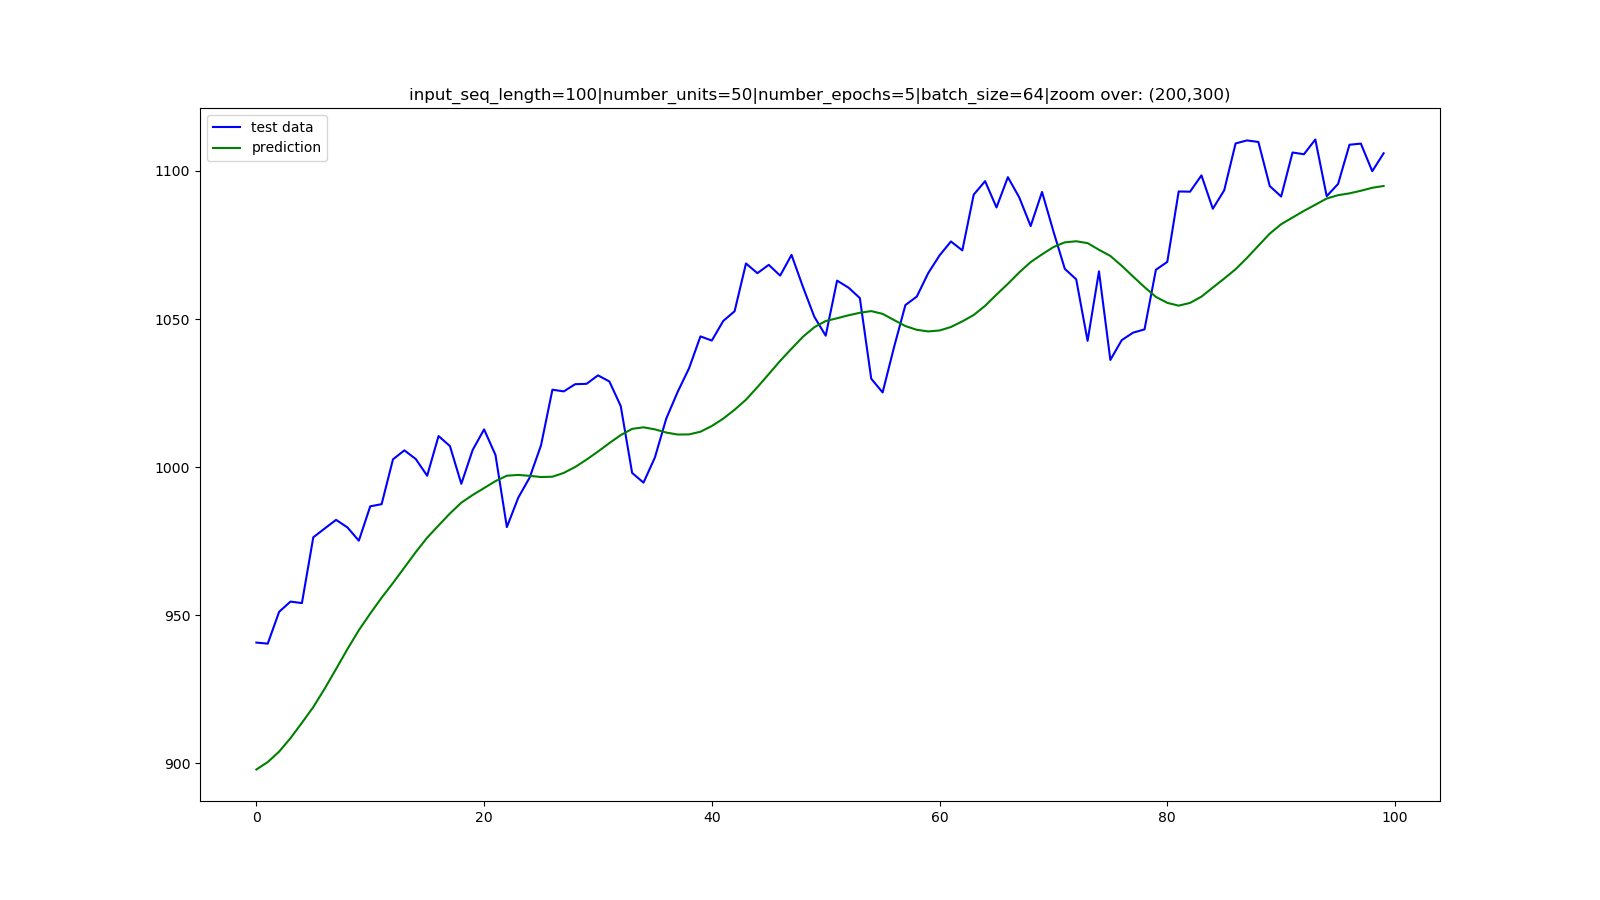 input_seq_length=100|number_units=50|number_epochs=5|batch_size=64|zoom over: (200,300)
test data
prediction
1100
1050
1000
950
900
0 20 40 60 80 100